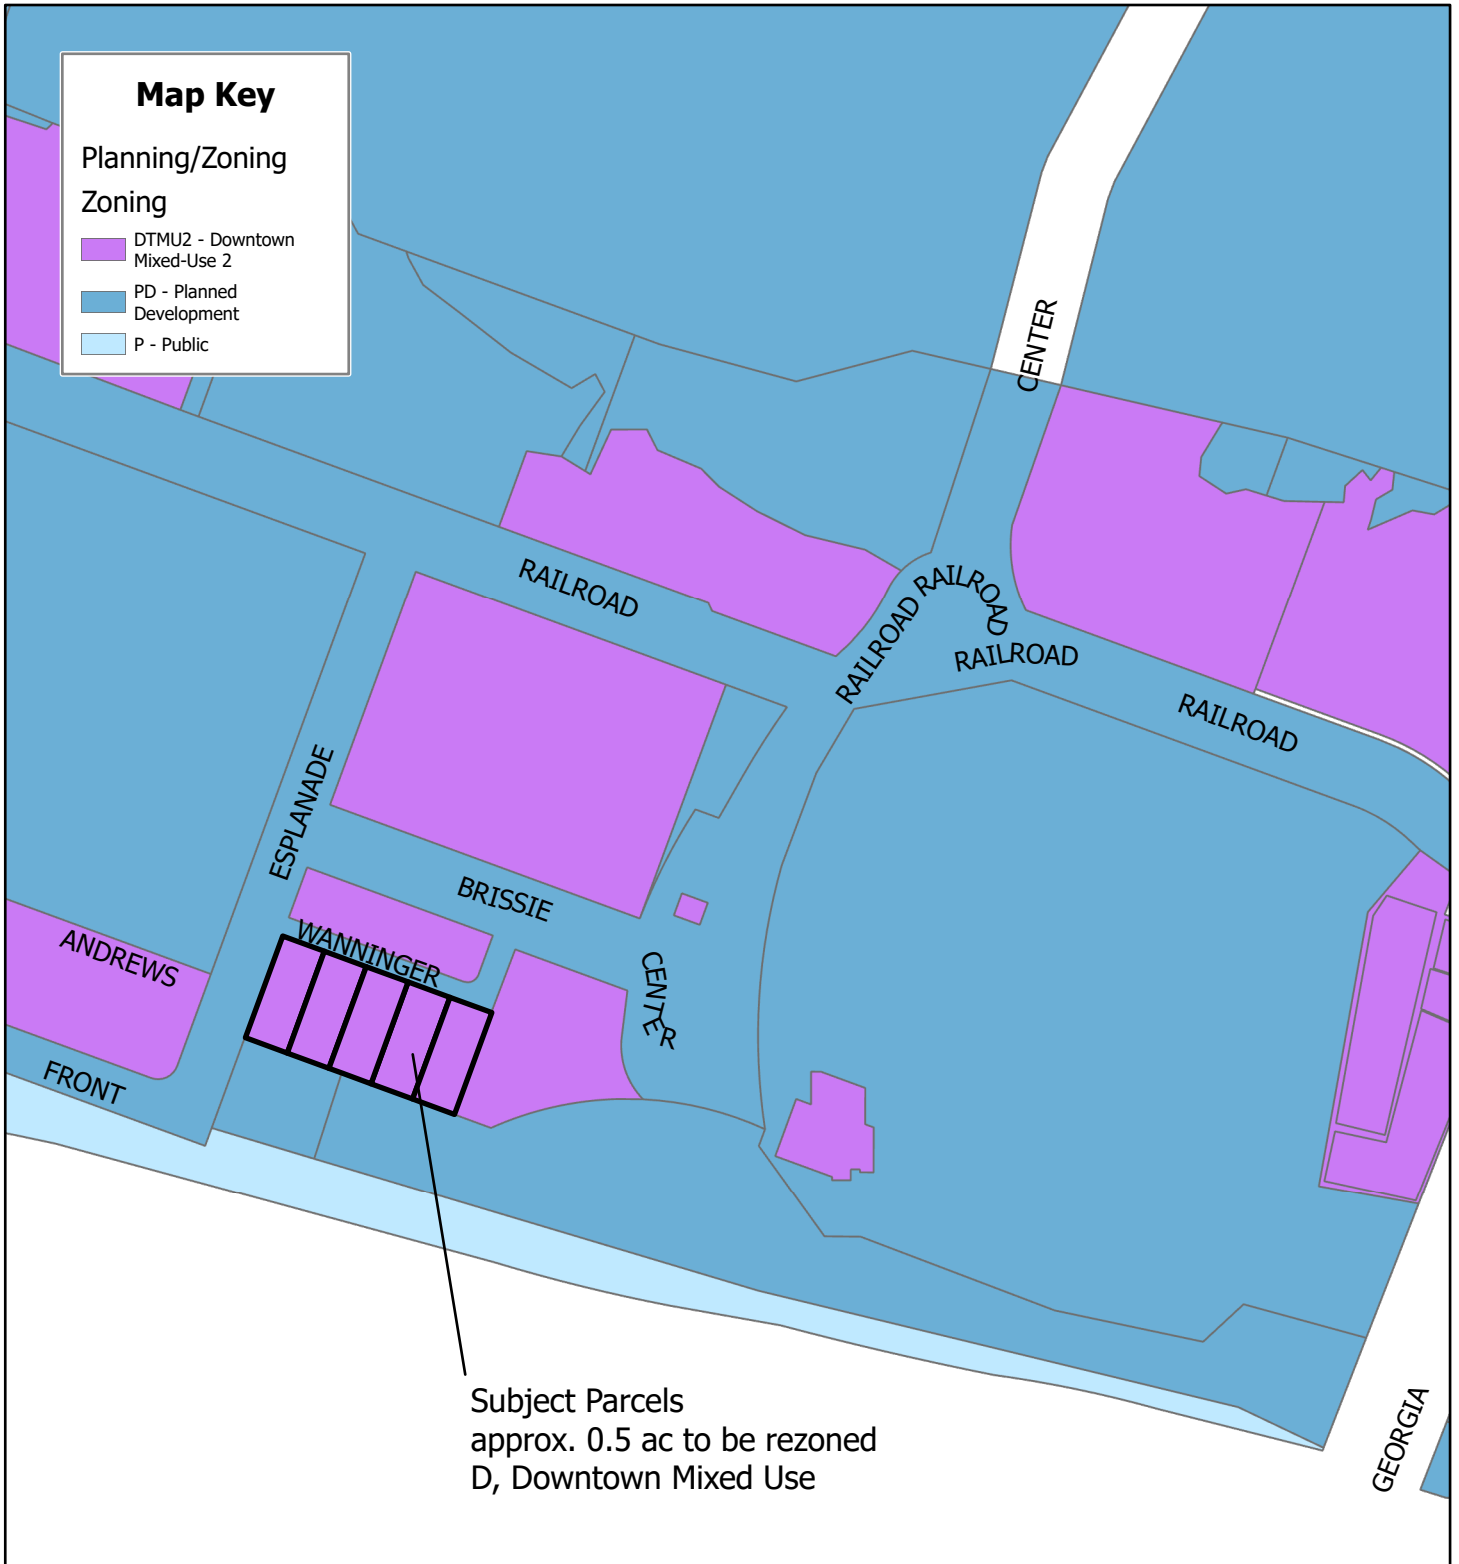 Map Key
Planning/Zoning
Zoning
DTMU2 - Downtown
Mixed-Use 2
PD - Planned
Development
P - Public
CENTER
RAILROAD
RAILROAD
RAILROAD
RAILROAD
RAILROAD
ESPLANADE
BRISSIE
WANNINGER
ANDREWS
CENTER
FRONT
Subject Parcels
approx. 0.5 ac to be rezoned
D, Downtown Mixed Use
GEORGIA